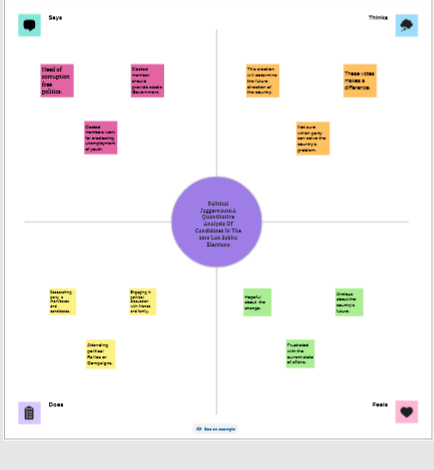 Says
Thinks
Need of
corruption
free
politics.
Elected
member
should
provide stable
Government.
This election
will determine
the future
direction of
the country.
These votes
makes a
difference.
Elected
members work
for eradicating
unemployment
of youth.
Not sure
which party
can solve the
country's
problem.
Political
Juggernauts:A
Quantitative
Analysis Of
Candidates In The
2019 Lok Sabha
Elections
Researching
party's
manifestos
and
candidates.
Engaging in
political
discussion
with friends
and family.
Hopeful
about the
change.
Anxious
about the
country's
future.
Attending
political
Rallies or
Campaigns.
Frustrated
with the
current state
of affairs.
Does
Feels
See an example